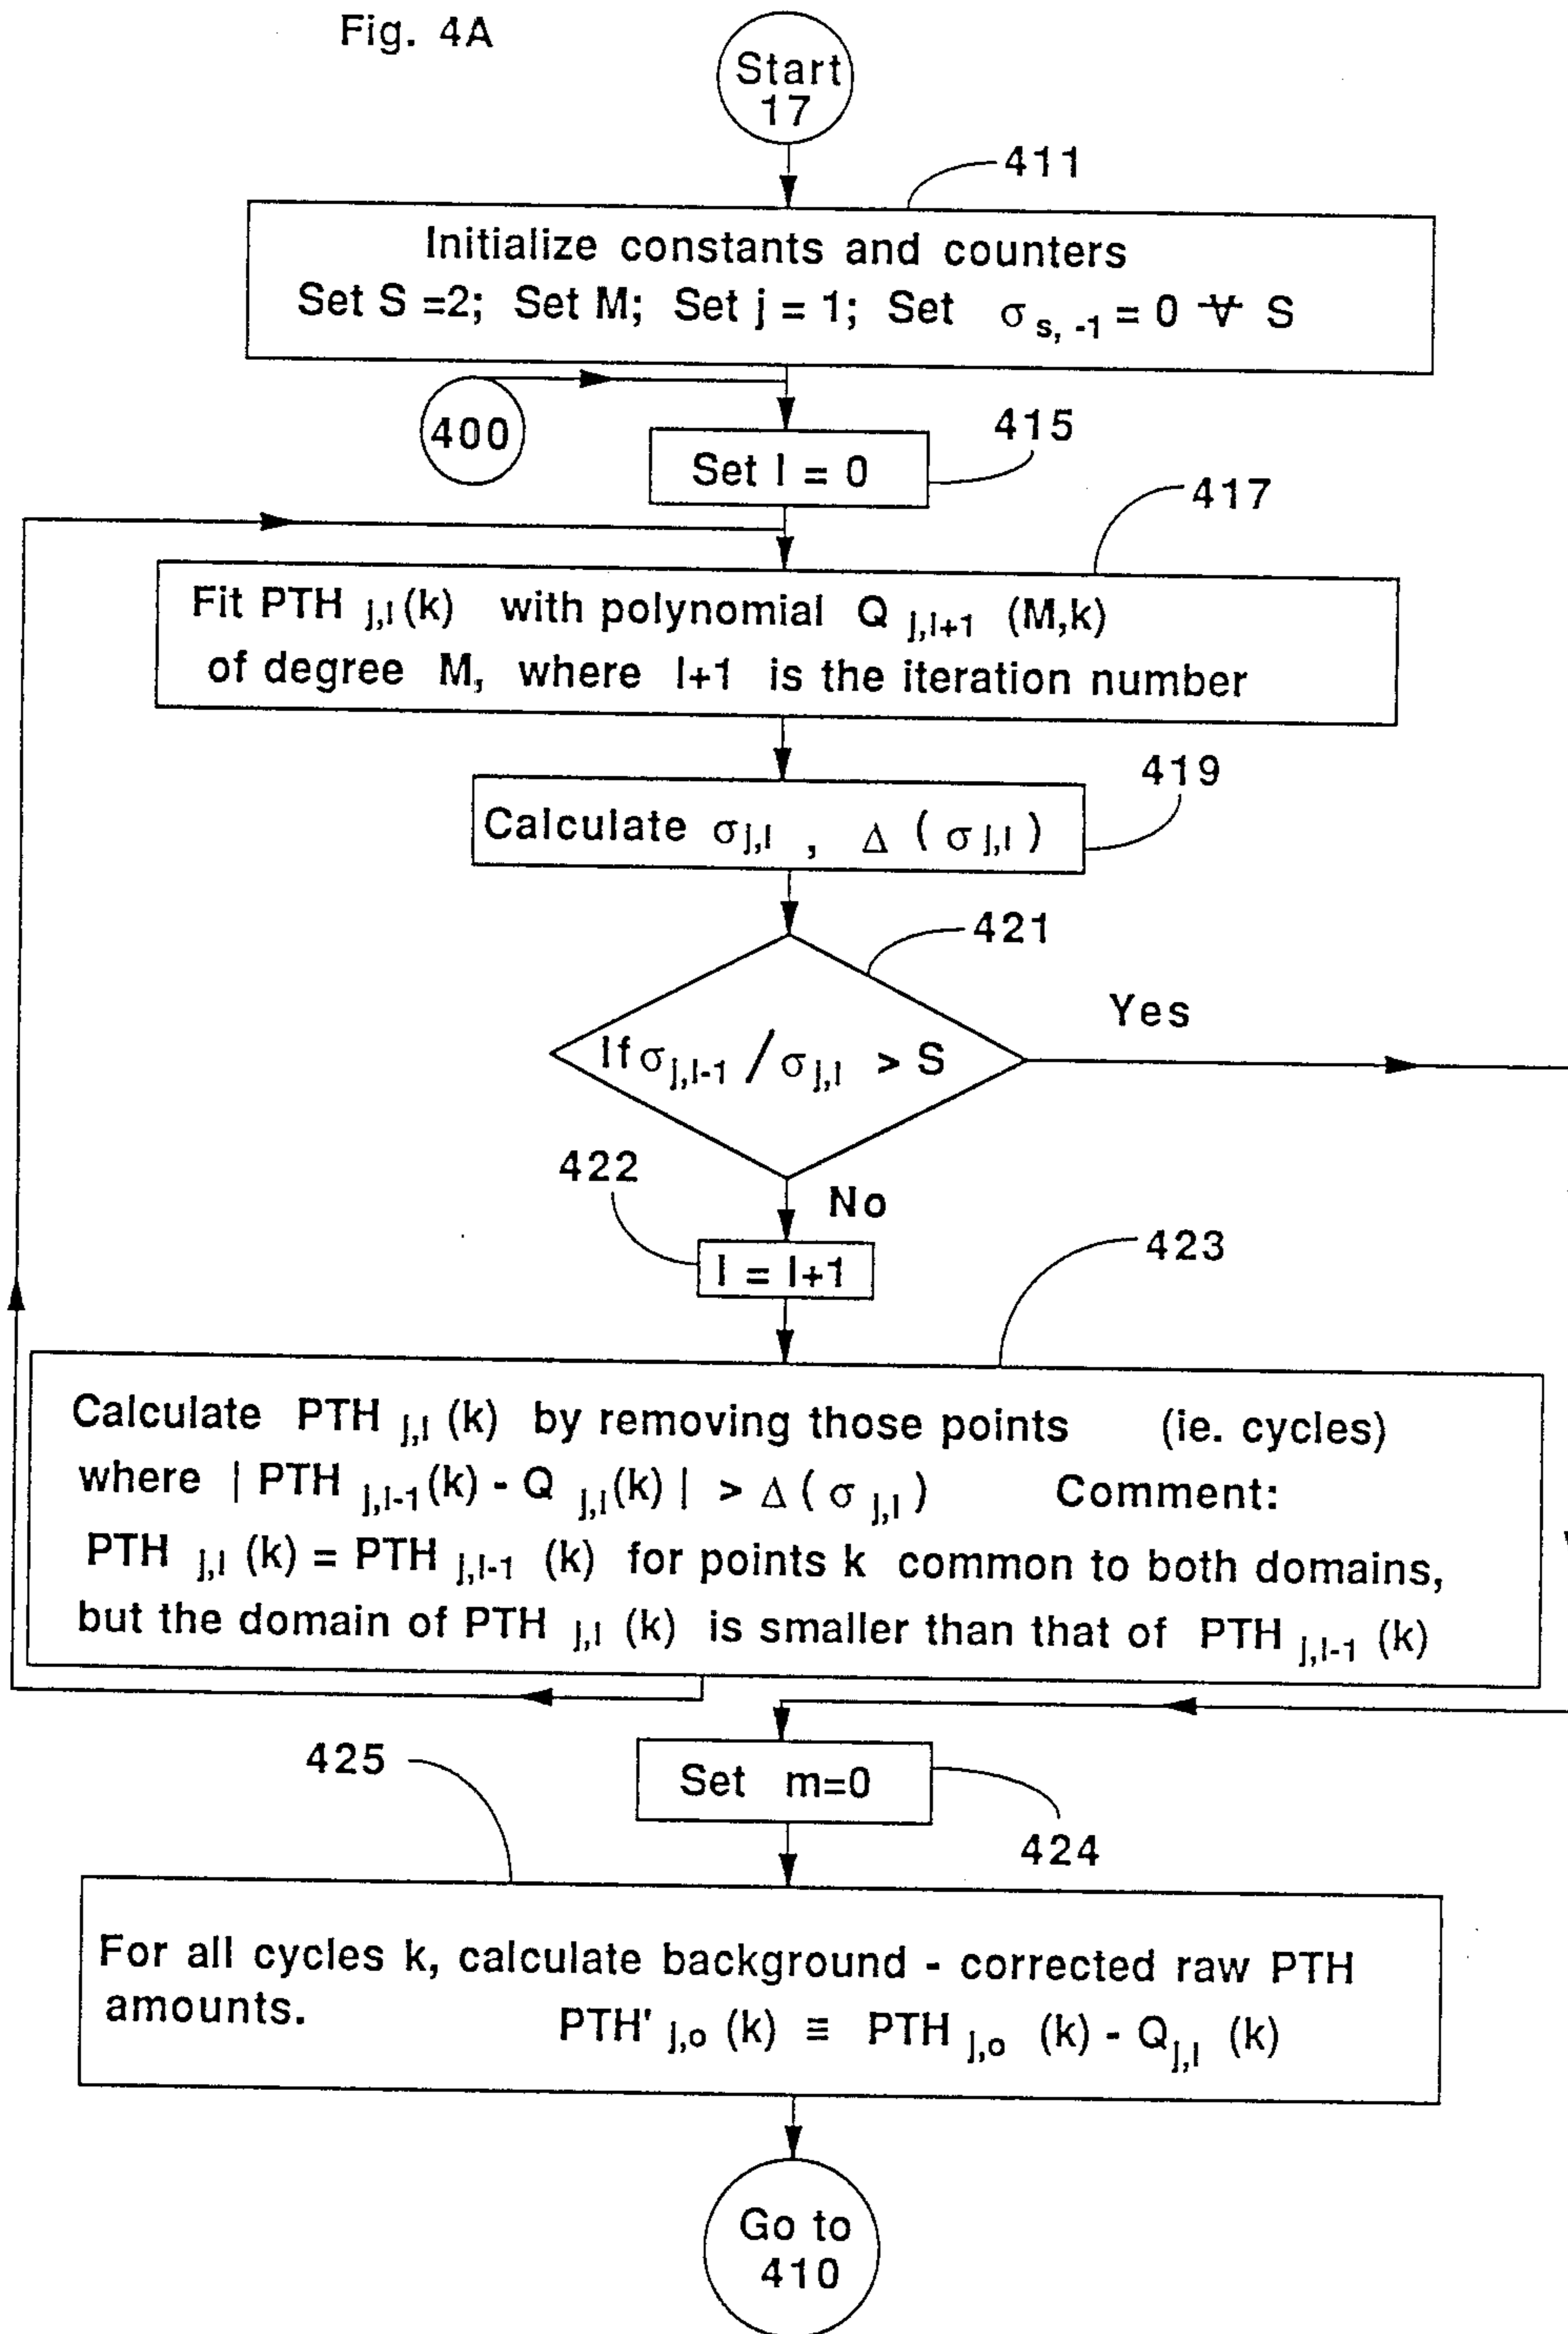 Fig. 4A
Start
17
411
Initialize constants and counters
Set S =2; Set M; Set j = 1; Set σ s, -1 = 0 ∀ S
400
415
Set l = 0
417
Fit PTH j,l (k) with polynomial Q j,l+1 (M,k)
of degree M, where l+1 is the iteration number
419
Calculate σ j,l , Δ ( σ j,l )
421
If σ j,l-1 / σ j,l > S
Yes
422
No
l = l+1
423
Calculate PTH j,l (k) by removing those points (ie. cycles)
where | PTH j,l-1 (k) - Q j,l (k) | > Δ ( σ j,l ) Comment:
PTH j,l (k) = PTH j,l-1 (k) for points k common to both domains,
but the domain of PTH j,l (k) is smaller than that of PTH j,l-1 (k)
425
Set m=0
424
For all cycles k, calculate background - corrected raw PTH
amounts. PTH' j,o (k) ≡ PTH j,o (k) - Q j,l (k)
Go to
410